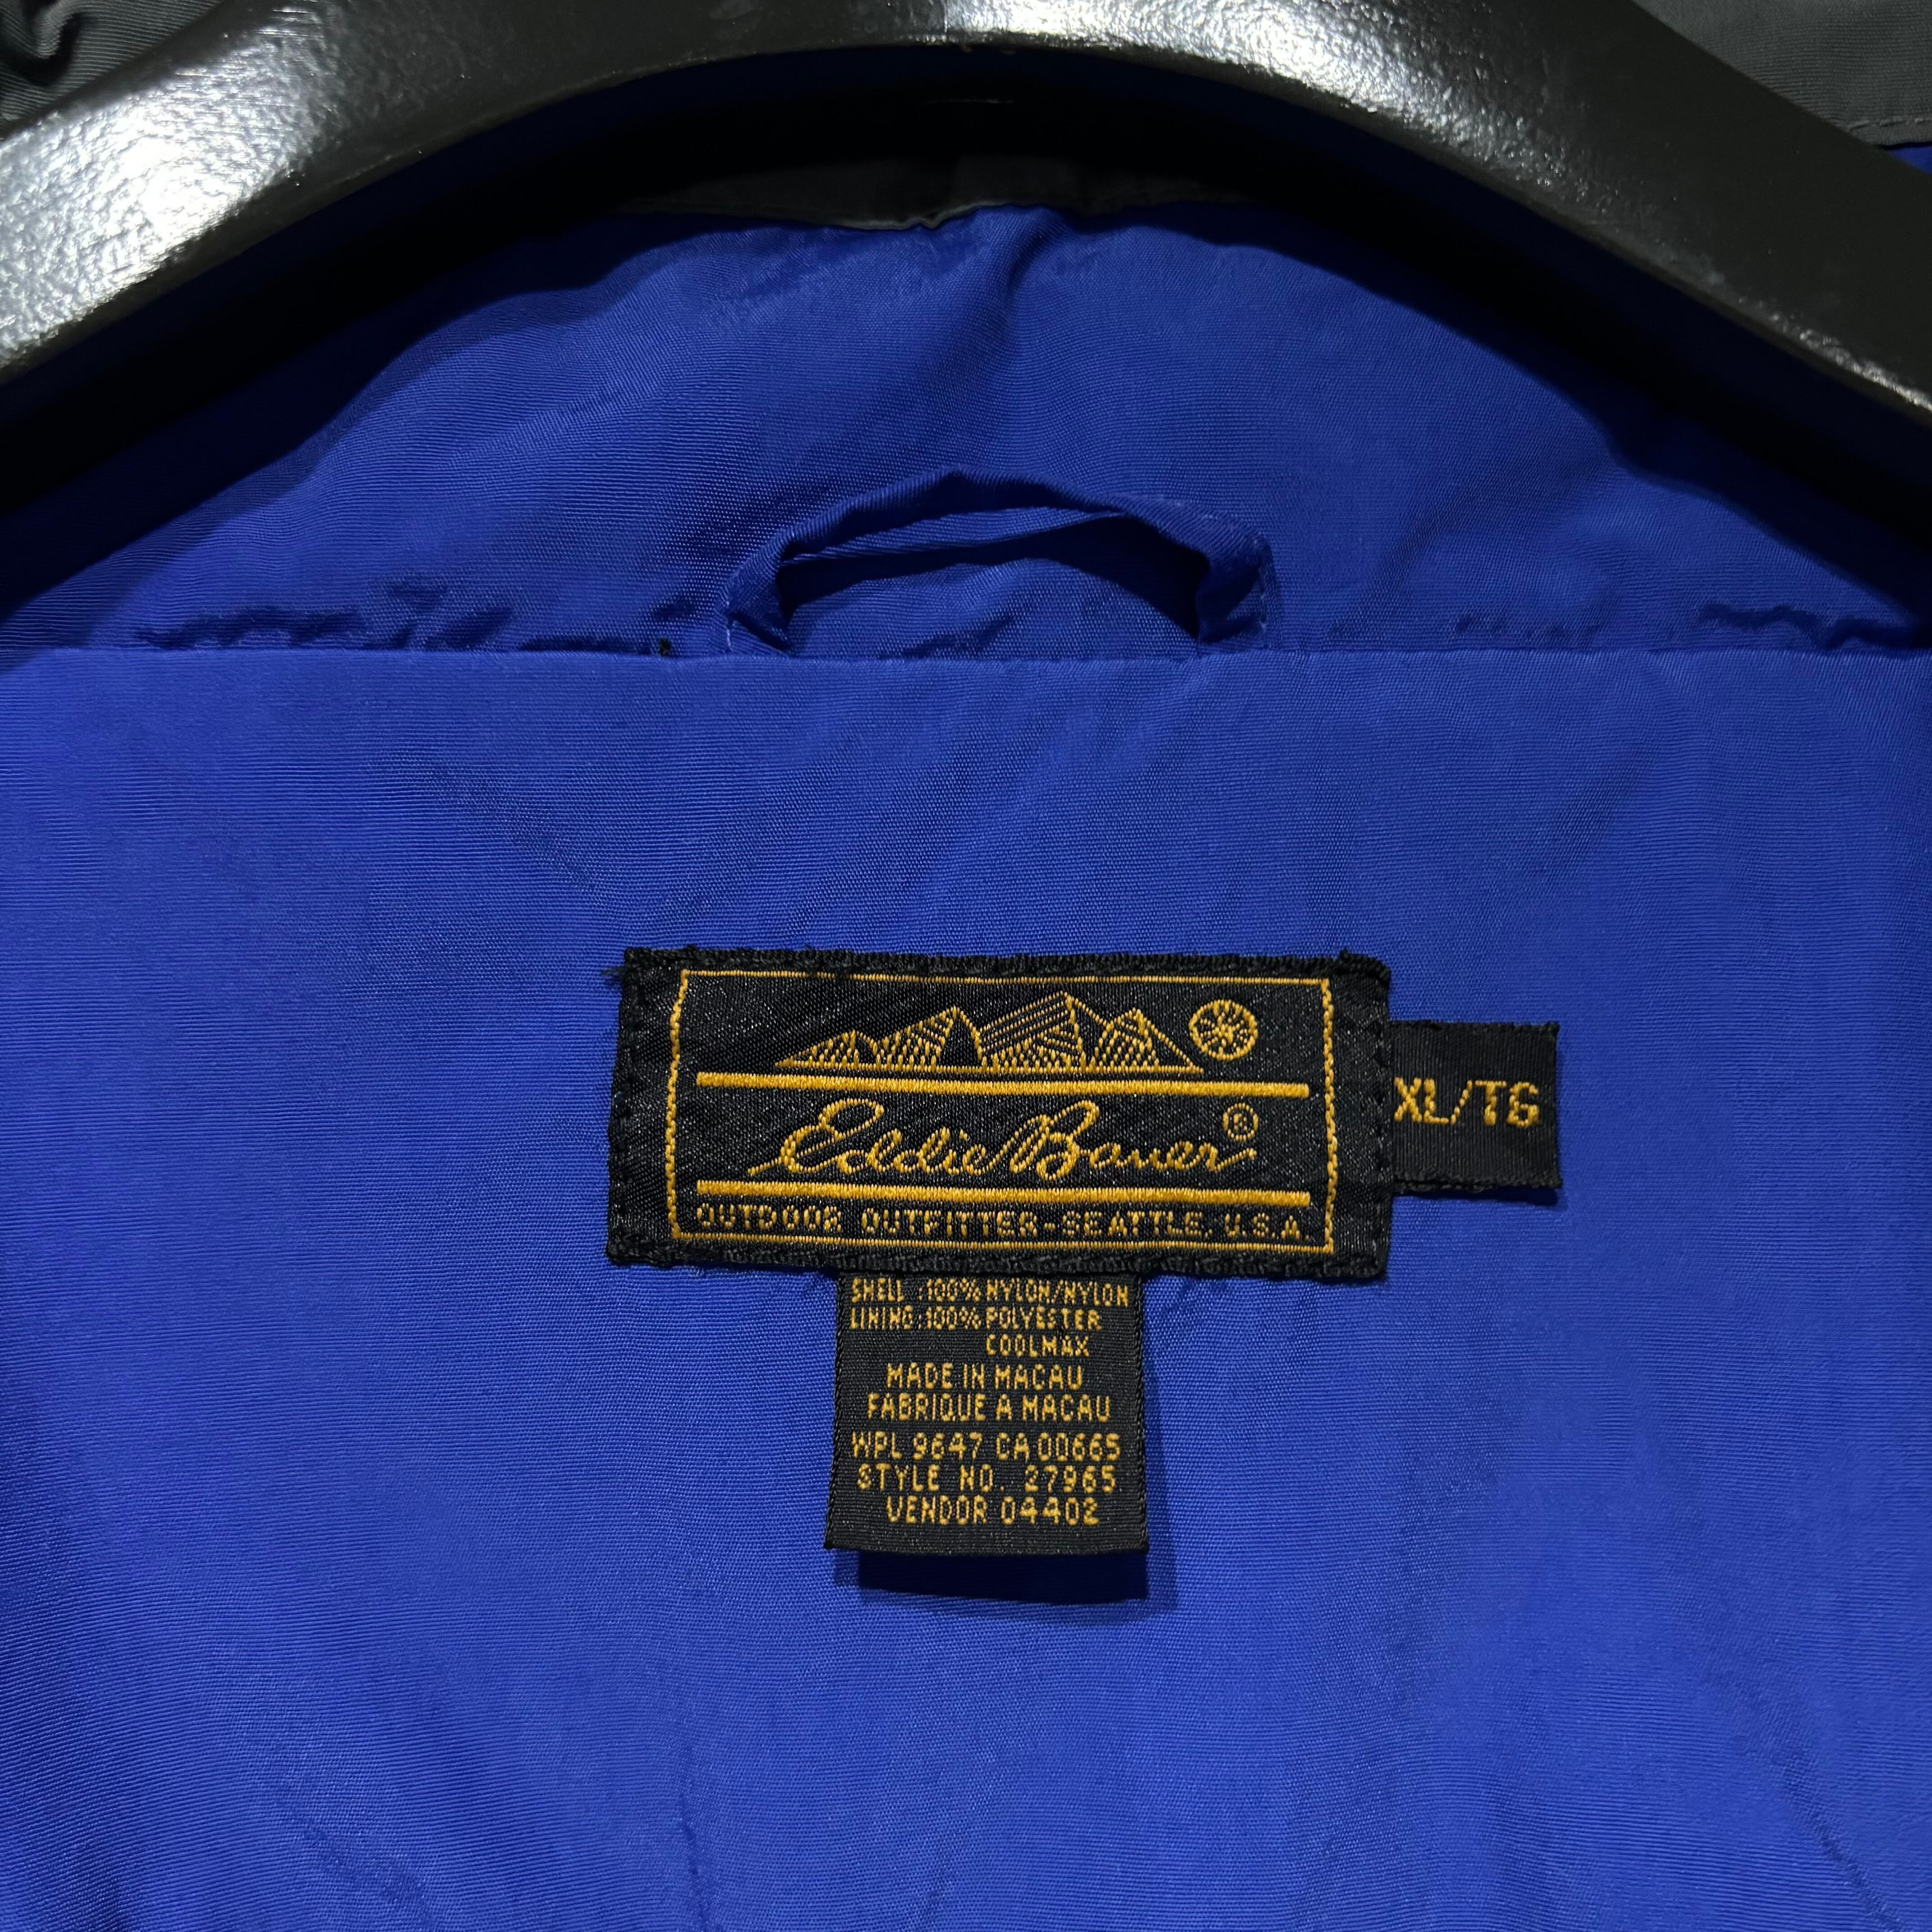 Eddie Bauer®
XL/TG
OUTDOOR OUTFITTER-SEATTLE, U.S.A.
SHELL :100% NYLON/NYLON
LINING:100% POLYESTER
COOLMAX
MADE IN MACAU
FABRIQUE A MACAU
WPL 9647 CA 00665
STYLE NO. 27965
VENDOR 04402